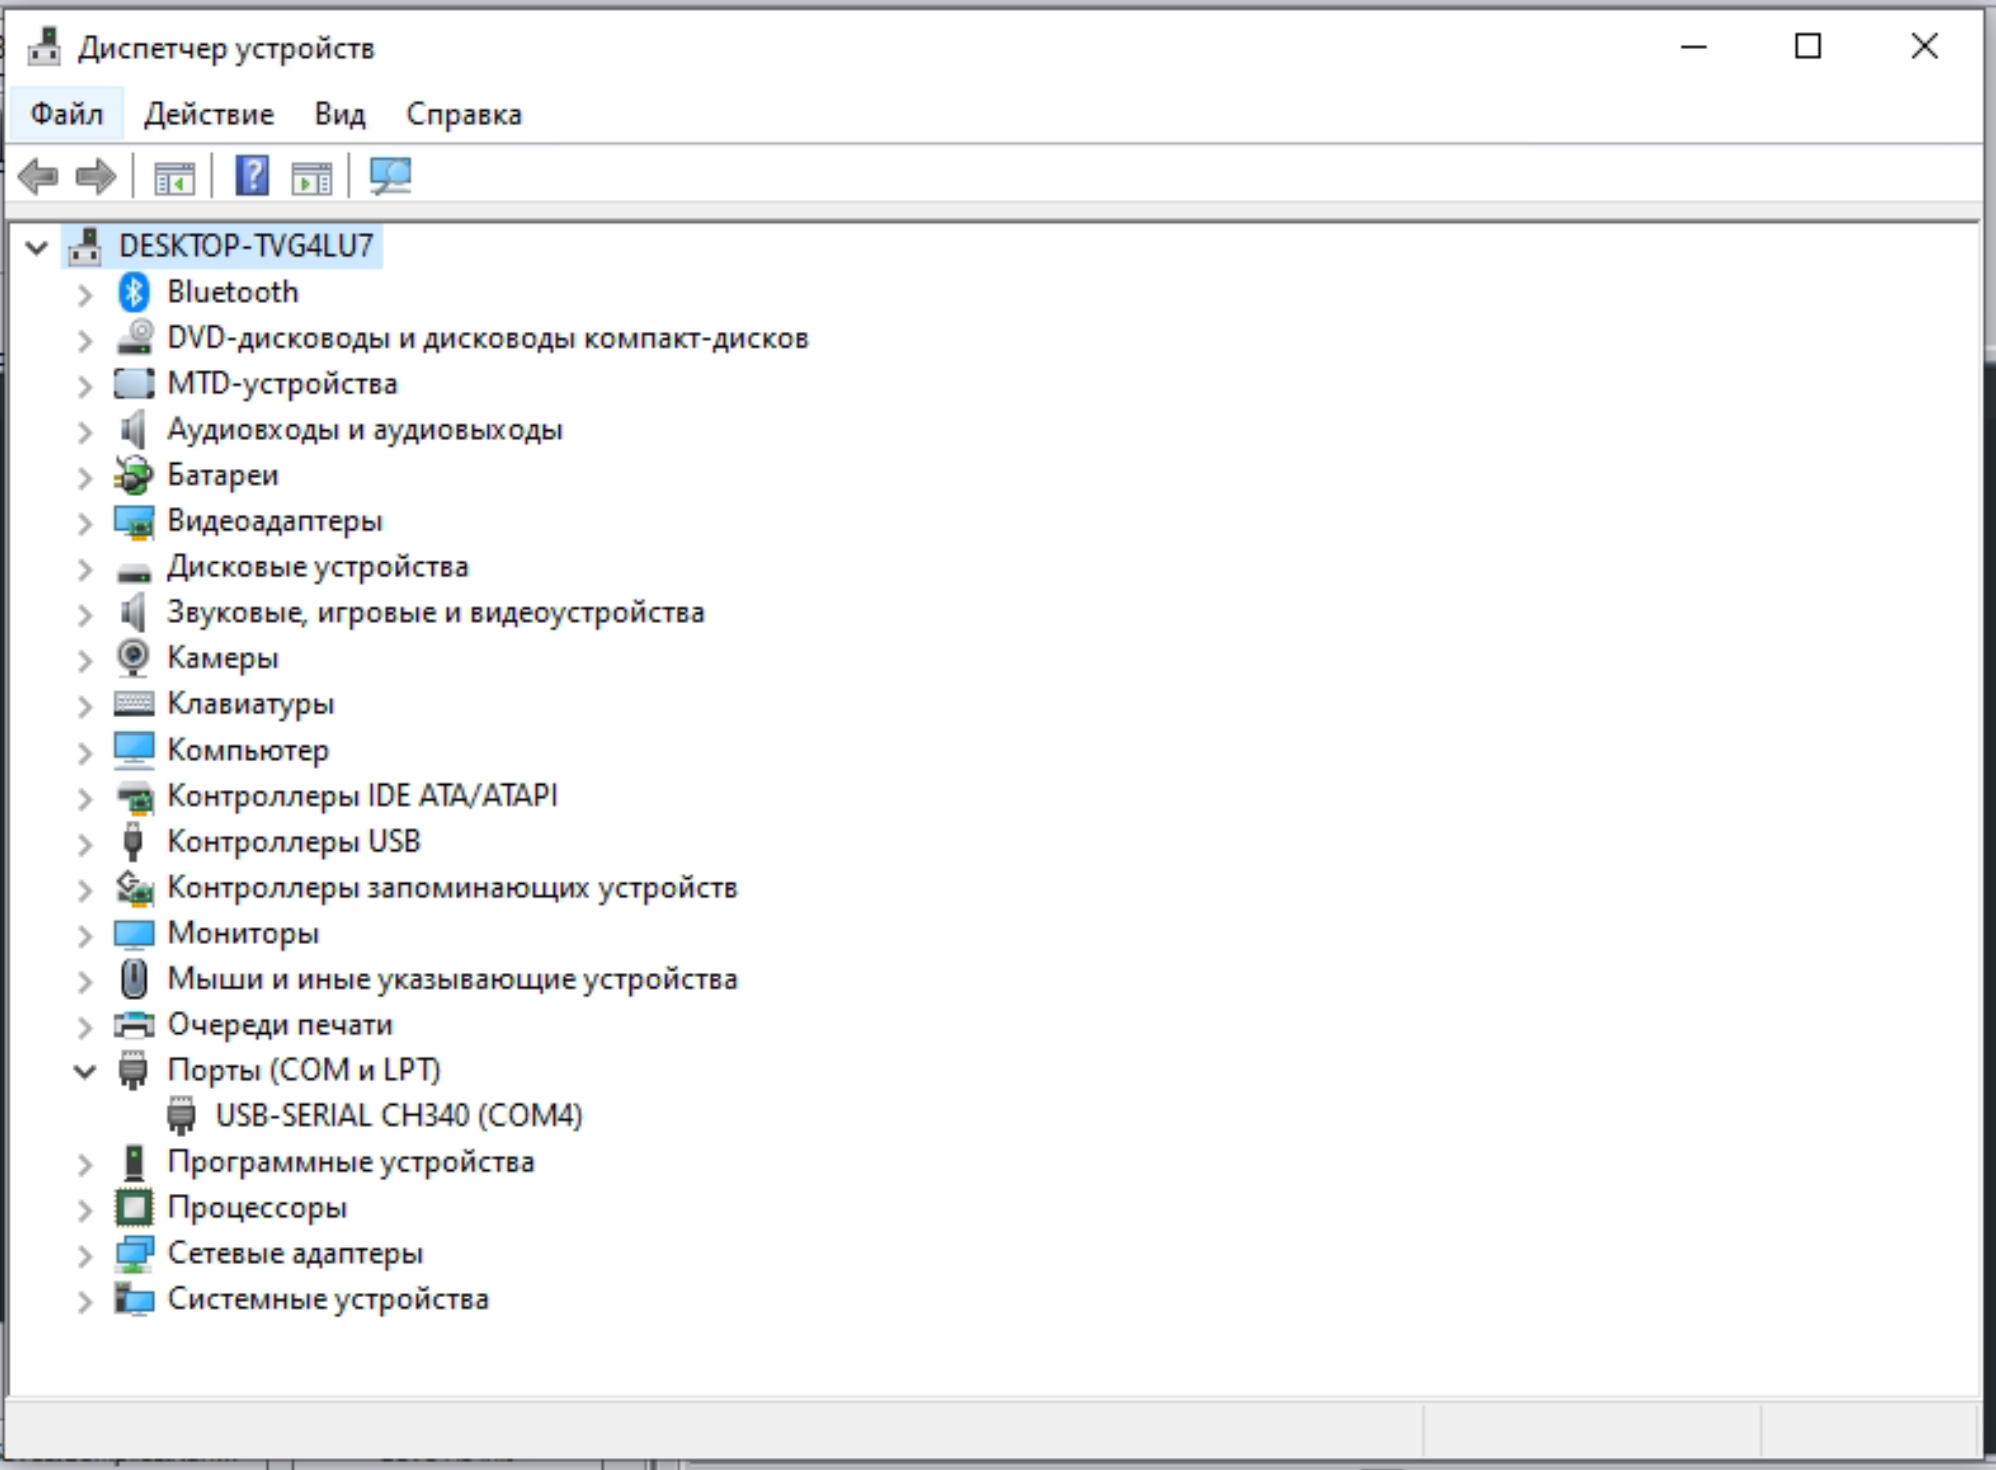 Диспетчер устройств
Файл Действие Вид Справка
DESKTOP-TVG4LU7
Bluetooth
DVD-дисководы и дисководы компакт-дисков
MTD-устройства
Аудиовходы и аудиовыходы
Батареи
Видеоадаптеры
Дисковые устройства
Звуковые, игровые и видеоустройства
Камеры
Клавиатуры
Компьютер
Контроллеры IDE ATA/ATAPI
Контроллеры USB
Контроллеры запоминающих устройств
Мониторы
Мыши и иные указывающие устройства
Очереди печати
Порты (COM и LPT)
USB-SERIAL CH340 (COM4)
Программные устройства
Процессоры
Сетевые адаптеры
Системные устройства